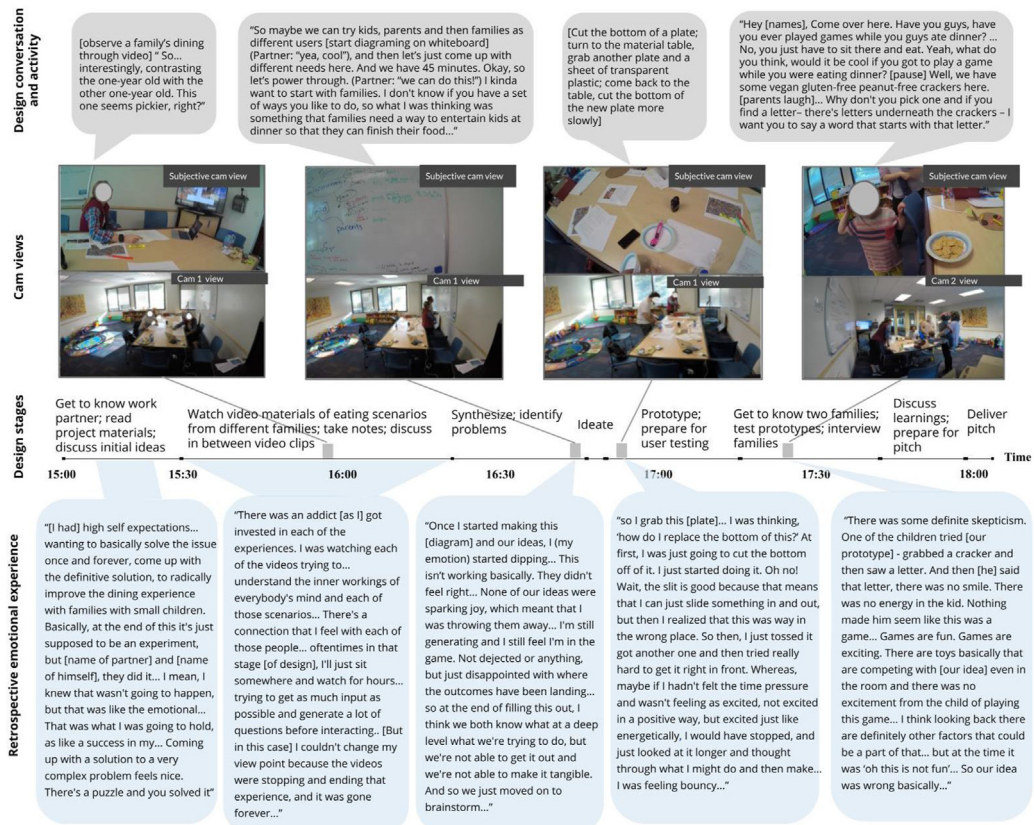 Design conversation
and activity
[observe a family's dining
through video] " So...
interestingly, contrasting
the one-year old with the
other one-year old. This
one seems pickier, right?"
"So maybe we can try kids, parents and then families as
different users [start diagraming on whiteboard]
(Partner: "yea, cool"), and then let's just come up with
different needs here. And we have 45 minutes. Okay, so
let's power through. (Partner: "we can do this!") I kinda
want to start with families. I don't know if you have a set
of ways you like to do, so what I was thinking was
something that families need a way to entertain kids at
dinner so that they can finish their food..."
[Cut the bottom of a plate;
turn to the material table,
grab another plate and a
sheet of transparent
plastic; come back to the
table, cut the bottom of
the new plate more
slowly]
"Hey [names], Come over here. Have you guys, have
you ever played games while you guys ate dinner? ...
No, you just have to sit there and eat. Yeah, what do
you think, would it be cool if you got to play a game
while you were eating dinner? [pause] Well, we have
some vegan gluten-free peanut-free crackers here.
[parents laugh]... Why don't you pick one and if you
find a letter– there's letters underneath the crackers – I
want you to say a word that starts with that letter."
Cam views
Subjective cam view
Cam 1 view
Subjective cam view
parents
Cam 1 view
Subjective cam view
Cam 1 view
Subjective cam view
Cam 2 view
Design stages
Get to know work
partner; read
project materials;
discuss initial ideas
Watch video materials of eating scenarios
from different families; take notes; discuss
in between video clips
Synthesize; identify
problems
Ideate
Prototype;
prepare for
user testing
Get to know two families;
test prototypes; interview
families
Discuss
learnings;
prepare for
pitch
Deliver
pitch
Time
15:00
15:30
16:00
16:30
17:00
17:30
18:00
Retrospective emotional experience
"[I had] high self expectations...
wanting to basically solve the issue
once and forever, come up with
the definitive solution, to radically
improve the dining experience
with families with small children.
Basically, at the end of this it's just
supposed to be an experiment,
but [name of partner] and [name
of himself], they did it... I mean, I
knew that wasn't going to happen,
but that was like the emotional...
That was what I was going to hold,
as like a success in my... Coming
up with a solution to a very
complex problem feels nice.
There's a puzzle and you solved it"
"There was an addict [as I] got
invested in each of the
experiences. I was watching each
of the videos trying to...
understand the inner workings of
everybody's mind and each of
those scenarios... There's a
connection that I feel with each of
those people... oftentimes in that
stage [of design], I'll just sit
somewhere and watch for hours...
trying to get as much input as
possible and generate a lot of
questions before interacting.. [But
in this case] I couldn't change my
view point because the videos
were stopping and ending that
experience, and it was gone
forever..."
"Once I started making this
[diagram] and our ideas, I (my
emotion) started dipping... This
isn't working basically. They didn't
feel right... None of our ideas were
sparking joy, which meant that I
was throwing them away... I'm still
generating and I still feel I'm in the
game. Not dejected or anything,
but just disappointed with where
the outcomes have been landing...
so at the end of filling this out, I
think we both know what at a deep
level what we're trying to do, but
we're not able to get it out and
we're not able to make it tangible.
And so we just moved on to
brainstorm..."
"so I grab this [plate]... I was thinking,
'how do I replace the bottom of this?' At
first, I was just going to cut the bottom
off of it. I just started doing it. Oh no!
Wait, the slit is good because that means
that I can just slide something in and out,
but then I realized that this was way in
the wrong place. So then, I just tossed it
got another one and then tried really
hard to get it right in front. Whereas,
maybe if I hadn't felt the time pressure
and wasn't feeling as excited, not excited
in a positive way, but excited just like
energetically, I would have stopped, and
just looked at it longer and thought
through what I might do and then make...
I was feeling bouncy..."
"There was some definite skepticism.
One of the children tried [our
prototype] - grabbed a cracker and
then saw a letter. And then [he] said
that letter, there was no smile. There
was no energy in the kid. Nothing
made him seem like this was a
game... Games are fun. Games are
exciting. There are toys basically that
are competing with [our idea] even in
the room and there was no
excitement from the child of playing
this game... I think looking back there
are definitely other factors that could
be a part of that... but at the time it
was 'oh this is not fun'... So our idea
was wrong basically..."